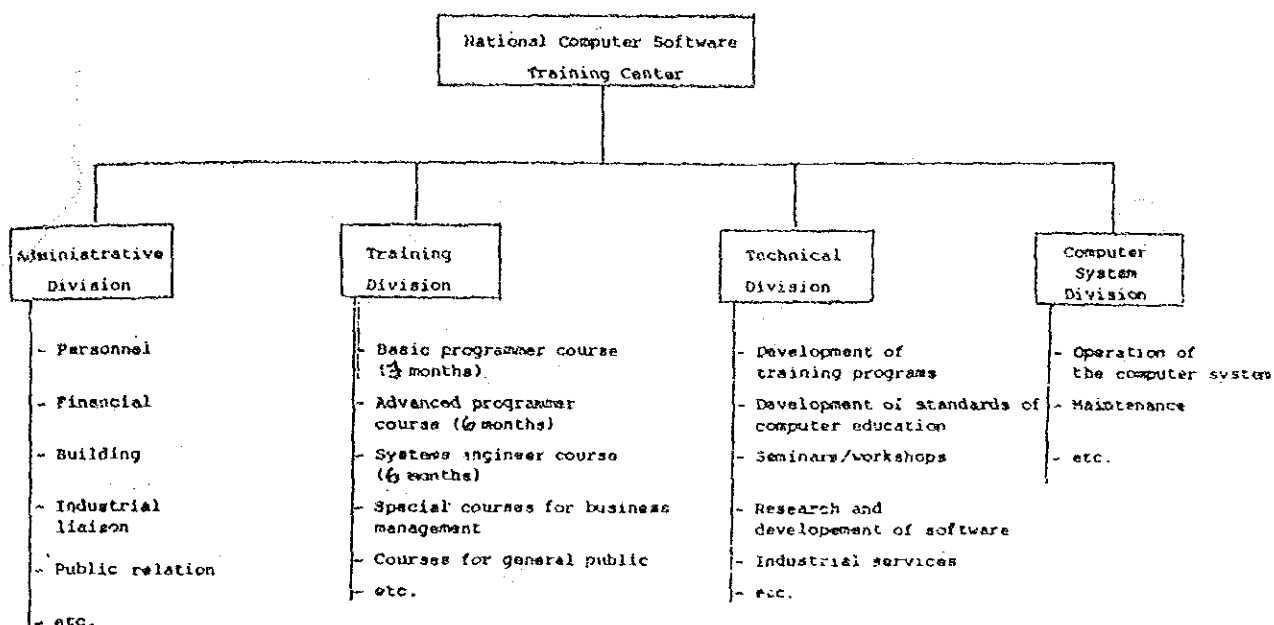 National Computer Software
Training Center
Administrative
Division
- Personnel
- Financial
- Building
- Industrial
liaison
- Public relation
- etc.
Training
Division
- Basic programmer course
(3 months)
- Advanced programmer
course (6 months)
- Systems engineer course
(6 months)
- Special courses for business
management
- Courses for general public
- etc.
Technical
Division
- Development of
training programs
- Development of standards of
computer education
- Seminars/workshops
- Research and
developement of software
- Industrial services
- etc.
Computer
System
Division
- Operation of
the computer system
- Maintenance
- etc.